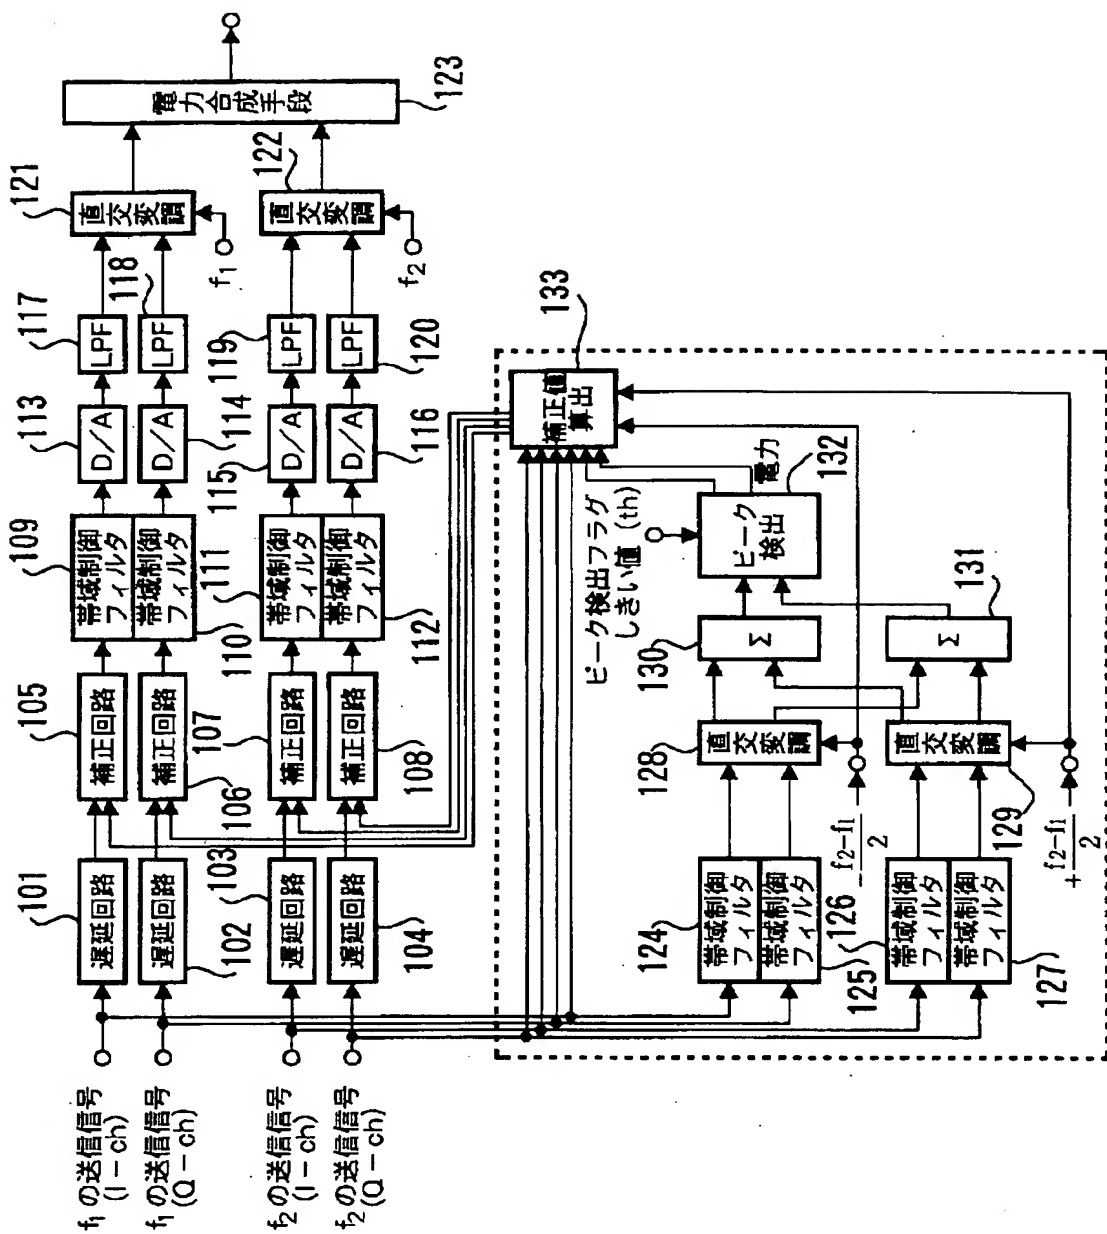 f1 の送信信号
(I-ch)
f1 の送信信号
(Q-ch)
f2 の送信信号
(I-ch)
f2 の送信信号
(Q-ch)
101
遅延回路
遅延回路
102
103
遅延回路
遅延回路
104
105
補正回路
補正回路
106
107
補正回路
補正回路
108
109
帯域制御
フィルタ
帯域制御
フィルタ
110
111
帯域制御
フィルタ
帯域制御
フィルタ
112
113
D/A
D/A
114
115
D/A
D/A
116
117
LPF
118
LPF
119
LPF
LPF
120
121
直交
変調
f1
122
直交
変調
f2
電力合成手段
123
124
帯域制御
フィルタ
帯域制御
フィルタ
125
126
帯域制御
フィルタ
帯域制御
フィルタ
127
128
直交
変調
-(f2-f1)/2
直交
変調
129
+(f2-f1)/2
130
Σ
Σ
131
ピーク検出フラグ
しきい値 (th)
ピーク
検出
電力
132
補正値
算出
133